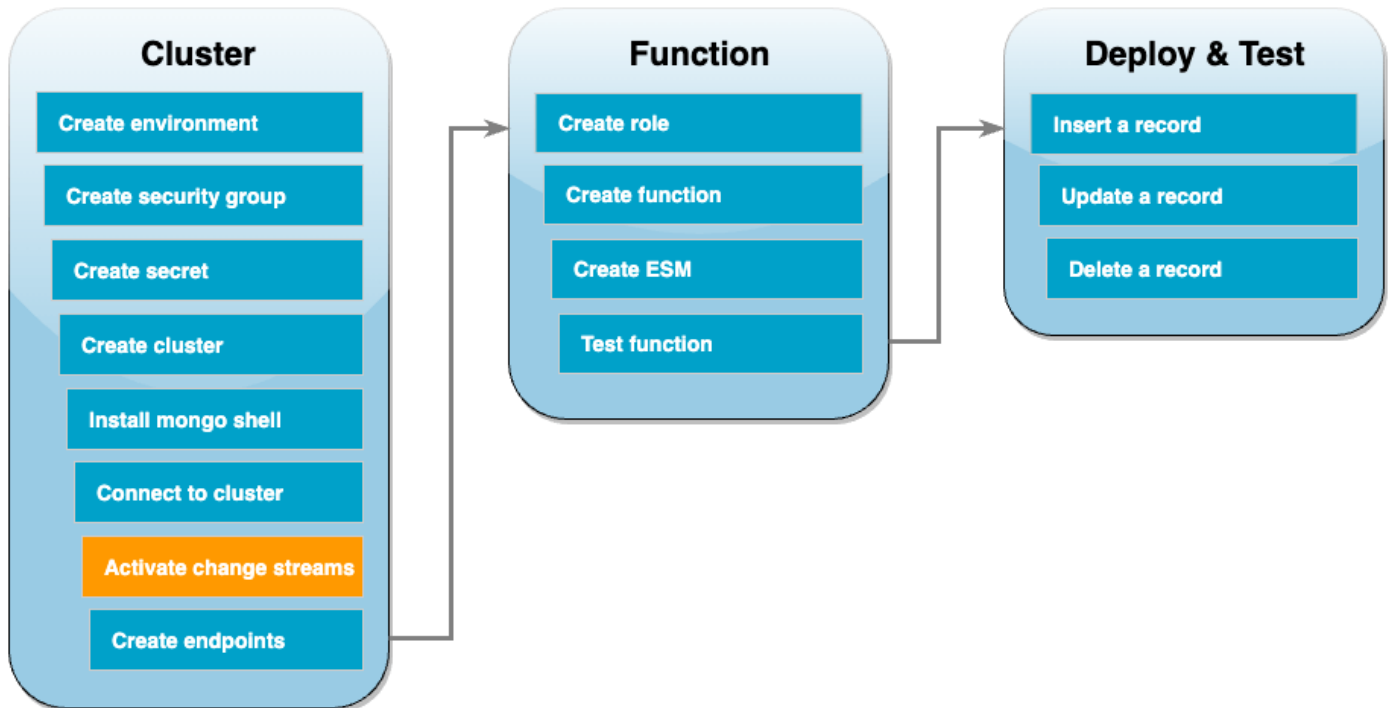 Cluster
Create environment
Create security group
Create secret
Create cluster
Install mongo shell
Connect to cluster
Activate change streams
Create endpoints
Function
Create role
Create function
Create ESM
Test function
Deploy & Test
Insert a record
Update a record
Delete a record